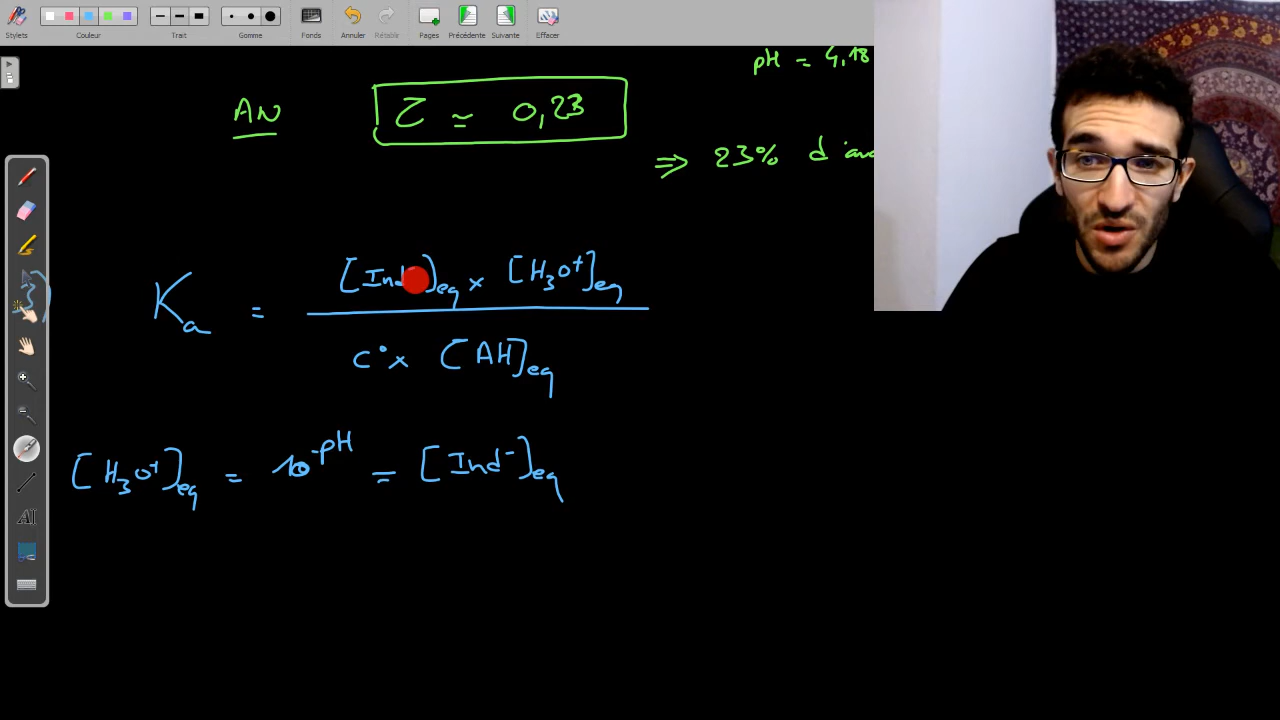 Stylets Couleur Trait Gomme Fonds Annuler Rétablir Pages Précédente Suivante Effacer
pH = 4,18
AN τ ≃ 0,23
⇒ 23% d'
Ka = [Ind]eq × [H3O+]eq
c° × [AH]eq
[H3O+]eq = 10^-pH = [Ind-]eq